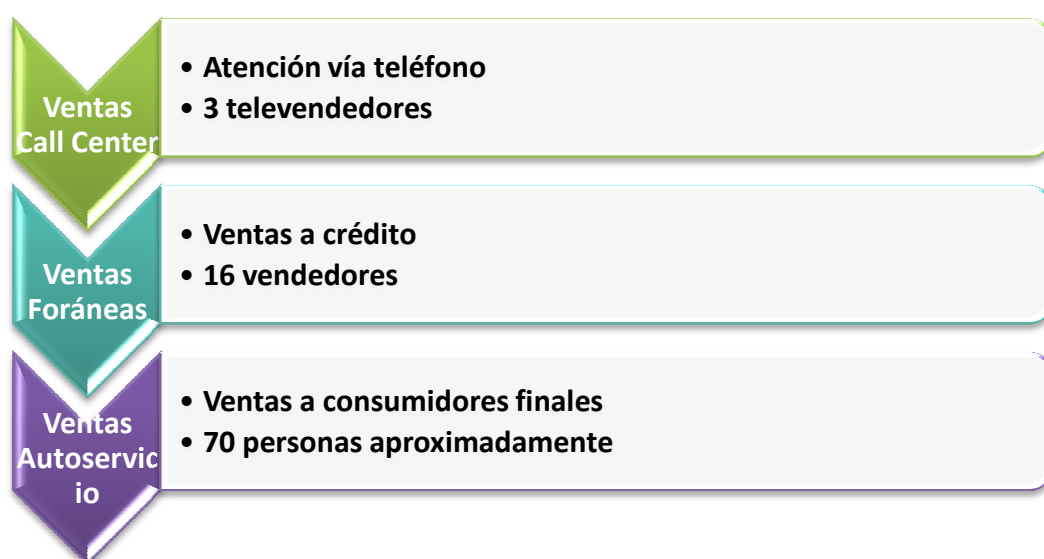 Ventas
Call Center
• Atención vía teléfono
• 3 televendedores
Ventas
Foráneas
• Ventas a crédito
• 16 vendedores
Ventas
Autoservic
io
• Ventas a consumidores finales
• 70 personas aproximadamente